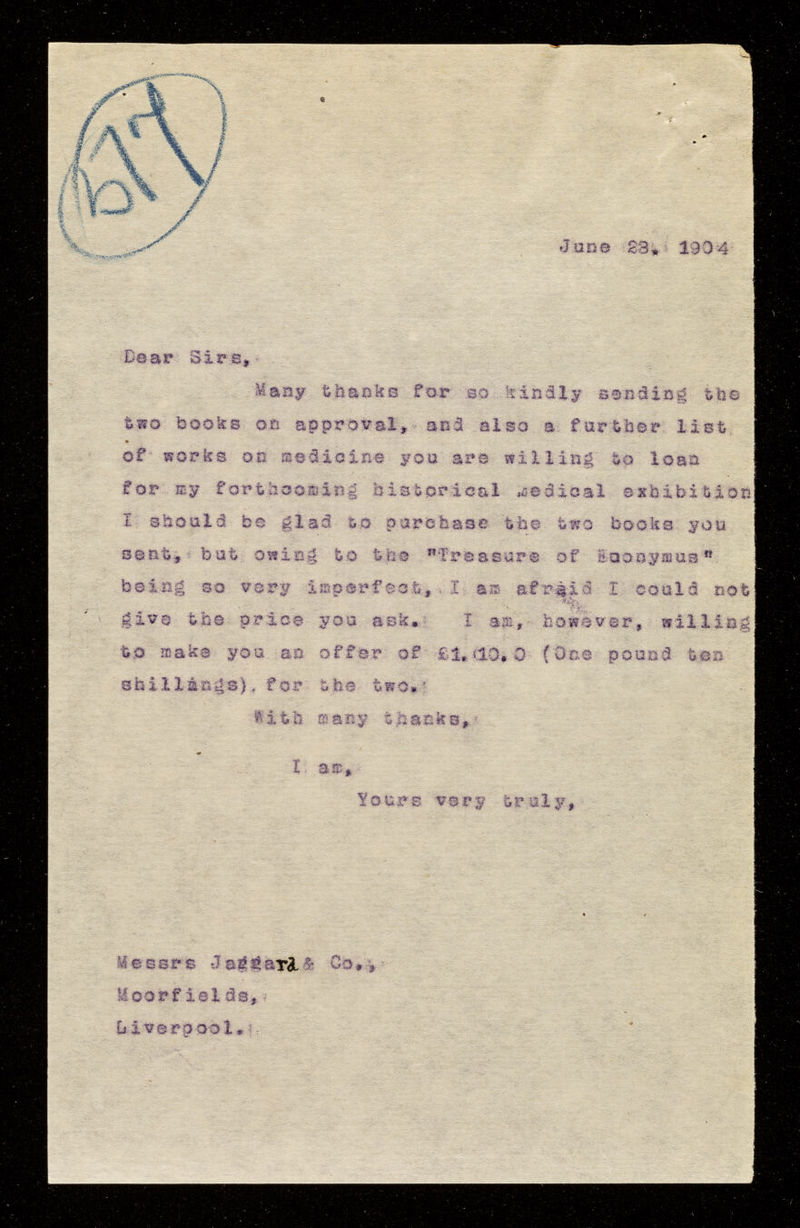 677
June 23. 1904
Dear Sirs,
Many thanks for so kindly sending the
two books on approval, and also a further list
of works on medicine you are willing to loan
for my forthcoming historical medical exhibition
I should be glad to purchase the two books you
sent, but owing to the "Treasure of Euonymus"
being so very imperfect, I am afraid I could not
give the price you ask. I am, however, willing
to make you an offer of £1.10.0 (One pound ten
shillings), for the two.
With many thanks,
I am,
Yours very truly,
Messrs Jaggard & Co.,
Moorfields,
Liverpool.